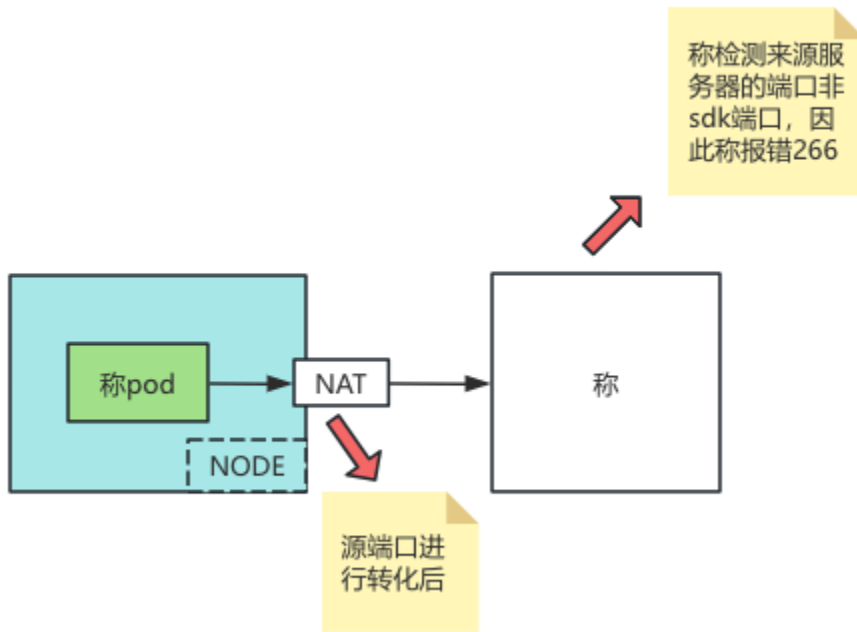 称检测来源服
务器的端口非
sdk端口，因
此称报错266
称pod
NAT
称
NODE
源端口进
行转化后